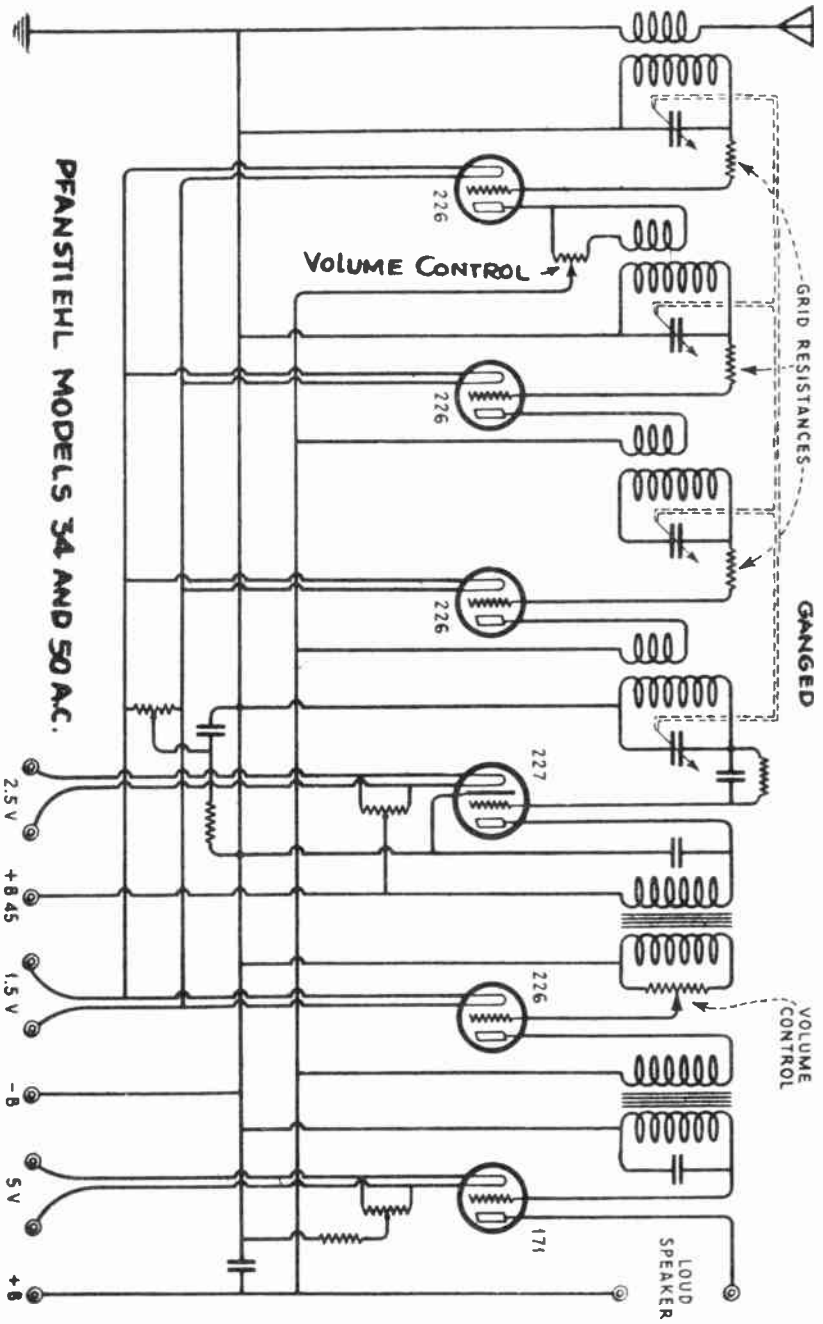 GRID RESISTANCES
GANGED
VOLUME
CONTROL
LOUD
SPEAKER
VOLUME CONTROL
226
226
226
227
226
171
PFANSTIEHL MODELS 34 AND 50 A.C.
2.5 V
+B 45
1.5 V
-B
5 V
+B